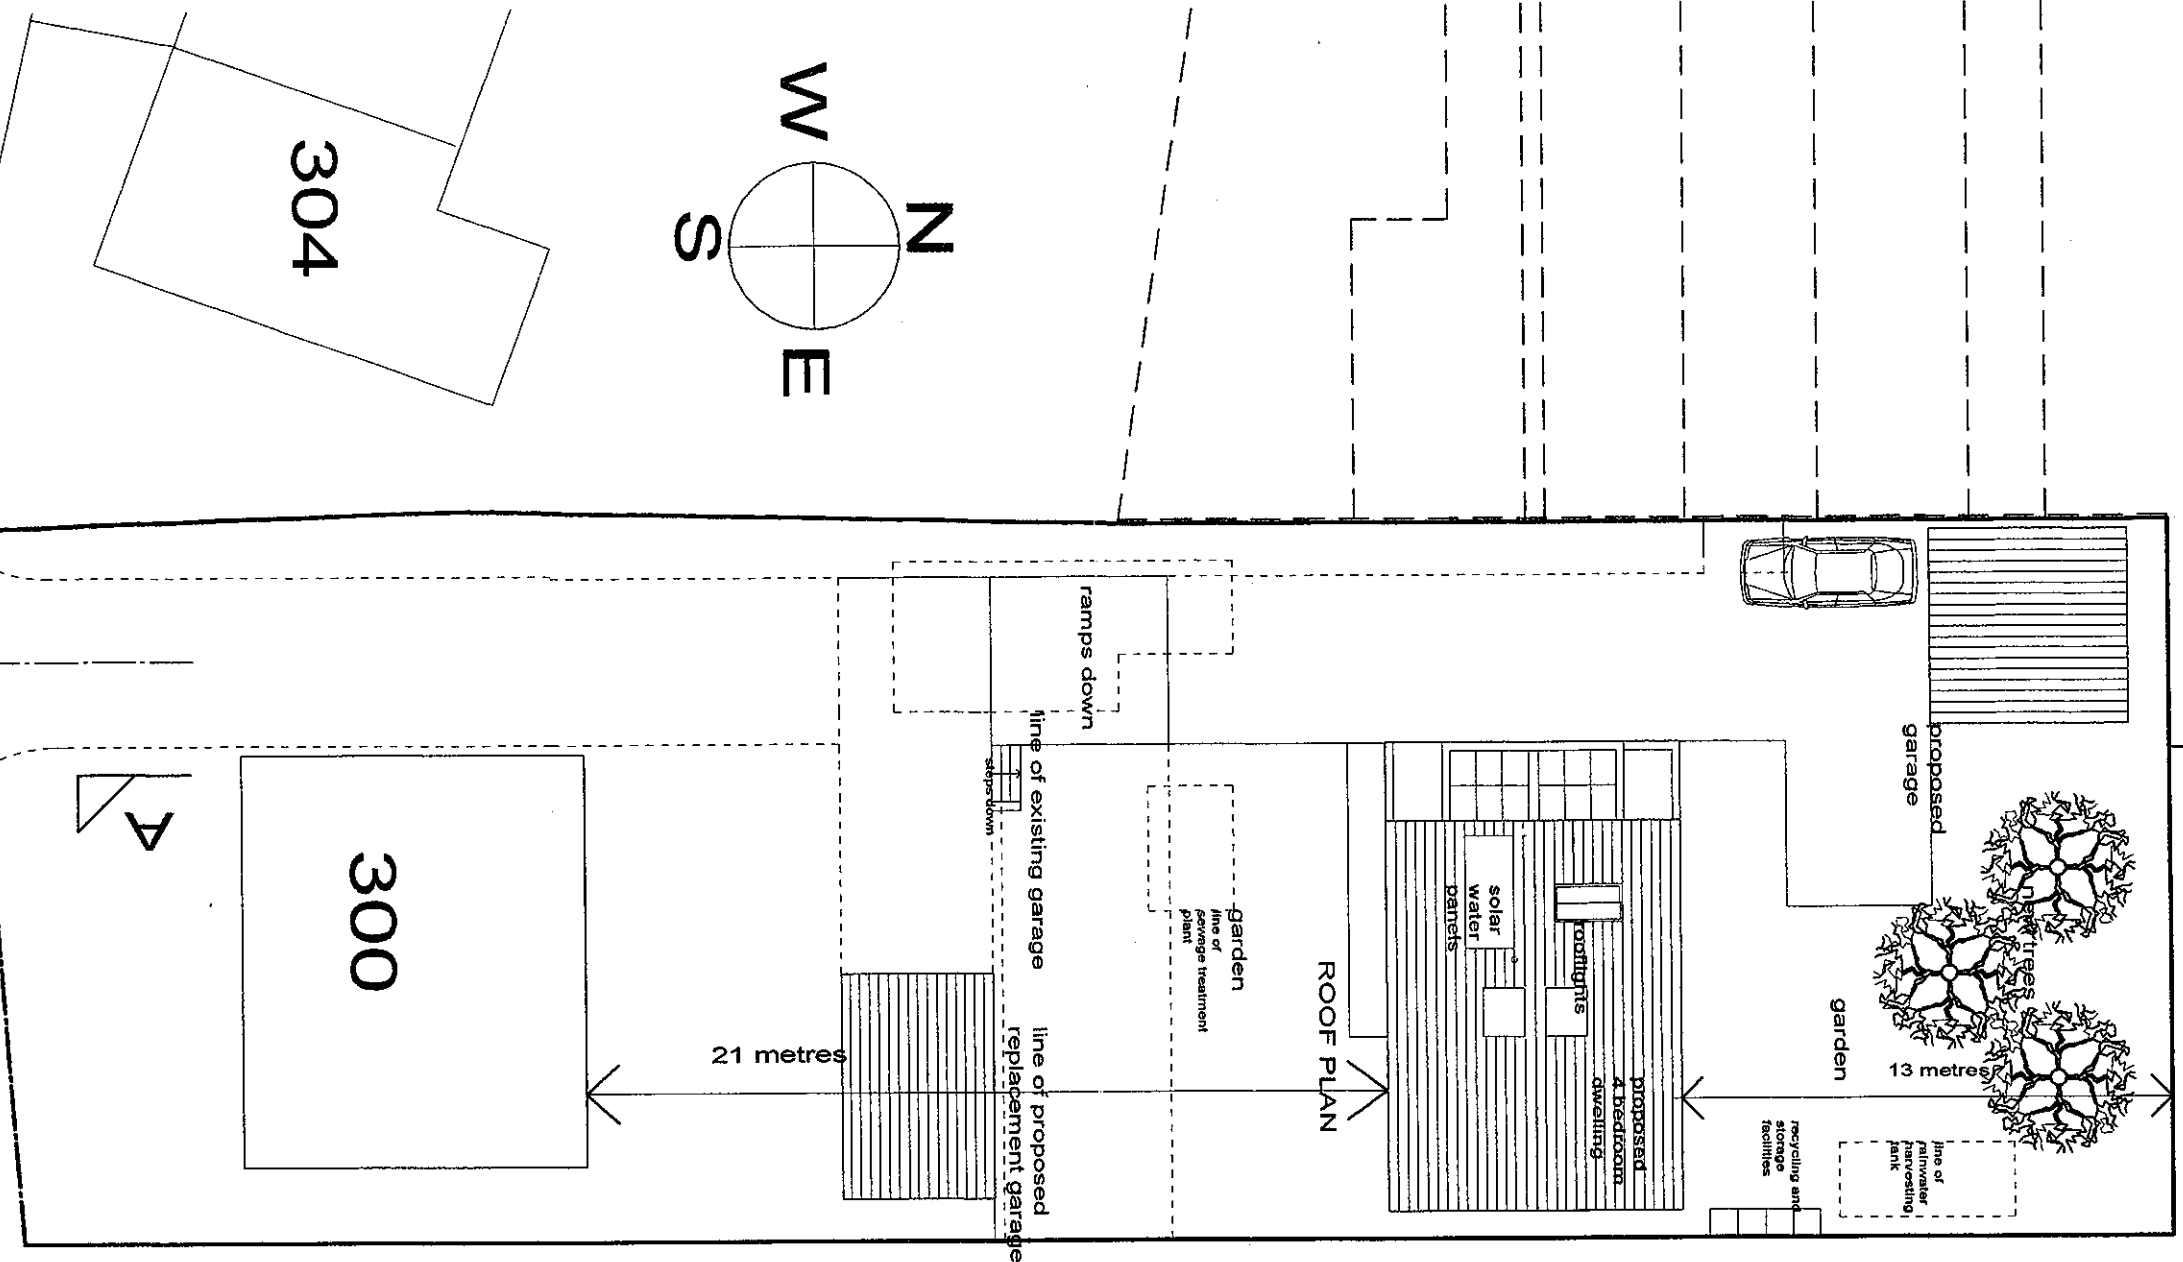 304
W
N
S
E
ramps down
line of existing garage
steps down
line of proposed
replacement garage
garden
line of
sewage treatment
plant
300
A
21 metres
ROOF PLAN
solar
water
panels
rooflights
proposed
4 bedroom
dwelling
proposed
garage
new trees
garden
13 metres
recycling and
storage
facilities
line of
rainwater
harvesting
tank